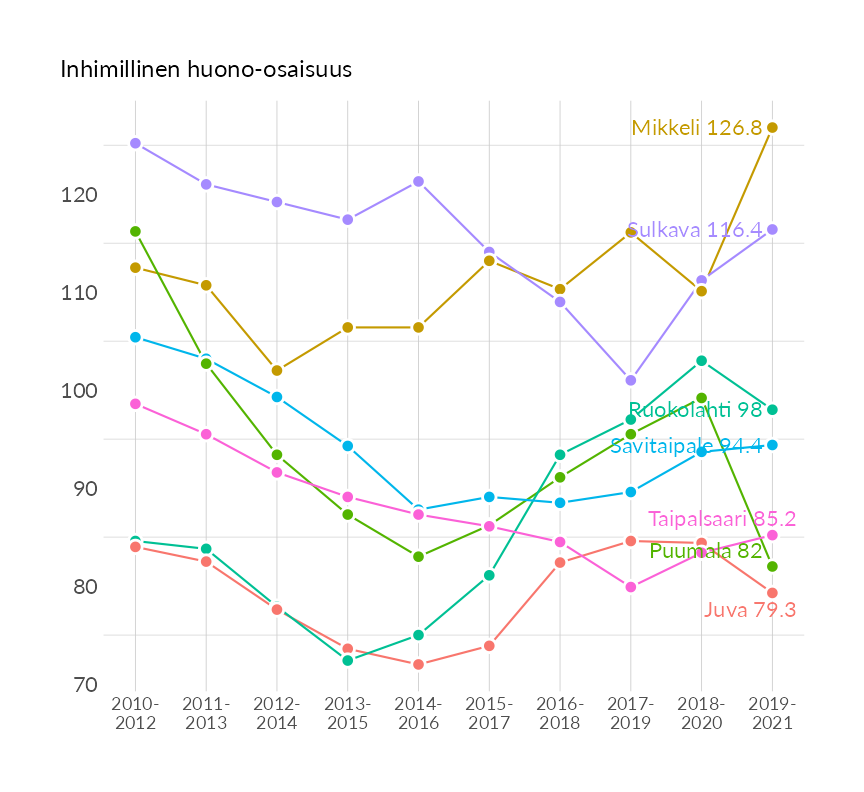 Inhimillinen huono-osaisuus
Mikkeli 126.8
120
Sulkava 116.4
110
100
Ruokolahti 98
Savitaipale 94.4
90
Taipalsaari 85.2
Puumala 82
80
Juva 79.3
70
2010- 2011- 2012- 2013- 2014- 2015- 2016- 2017- 2018- 2019-
2012 2013 2014 2015 2016 2017 2018 2019 2020 2021